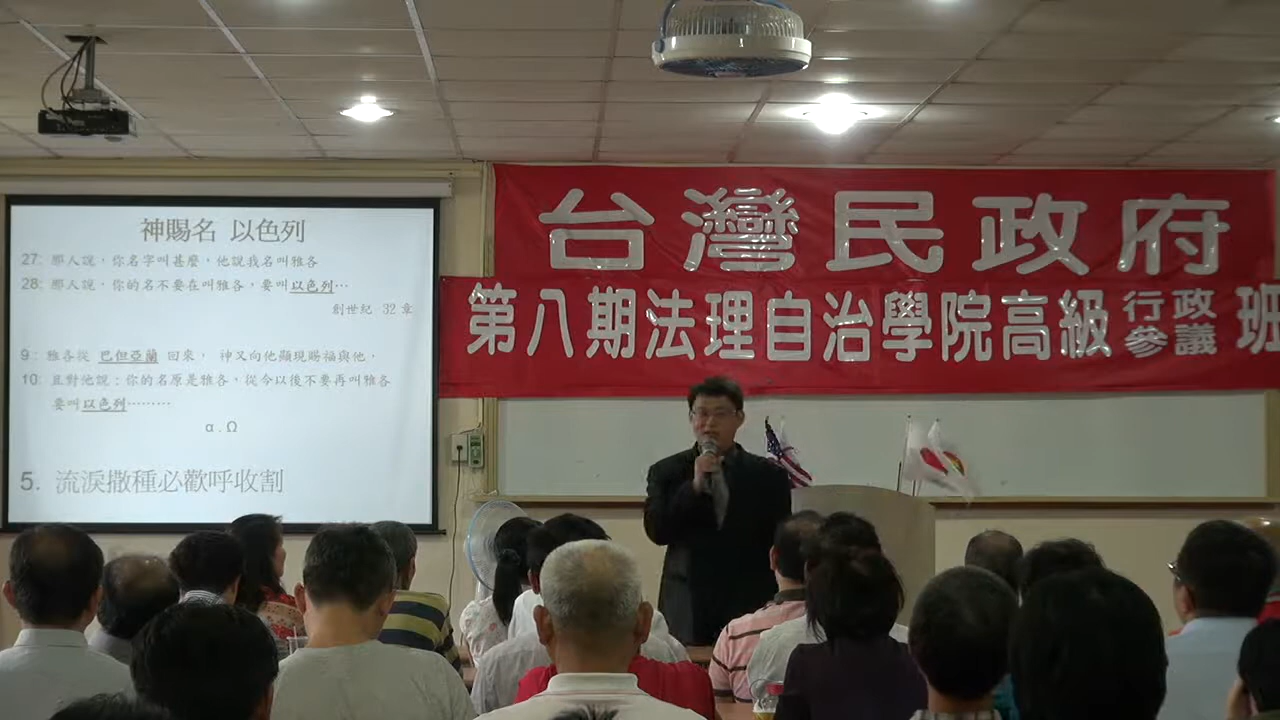 神賜名 以色列
27: 那人說，你名字叫甚麼，他說我名叫雅各
28: 那人說，你的名不要在叫雅各，要叫以色列…
創世紀 32 章
9 : 雅各從 巴但亞蘭 回來， 神又向他顯現賜福與他，
10: 且對他說：你的名原是雅各，從今以後不要再叫雅各
要叫以色列………
α . Ω
5. 流淚撒種必歡呼收割
台灣民政府
第八期法理自治學院高級行政參議班